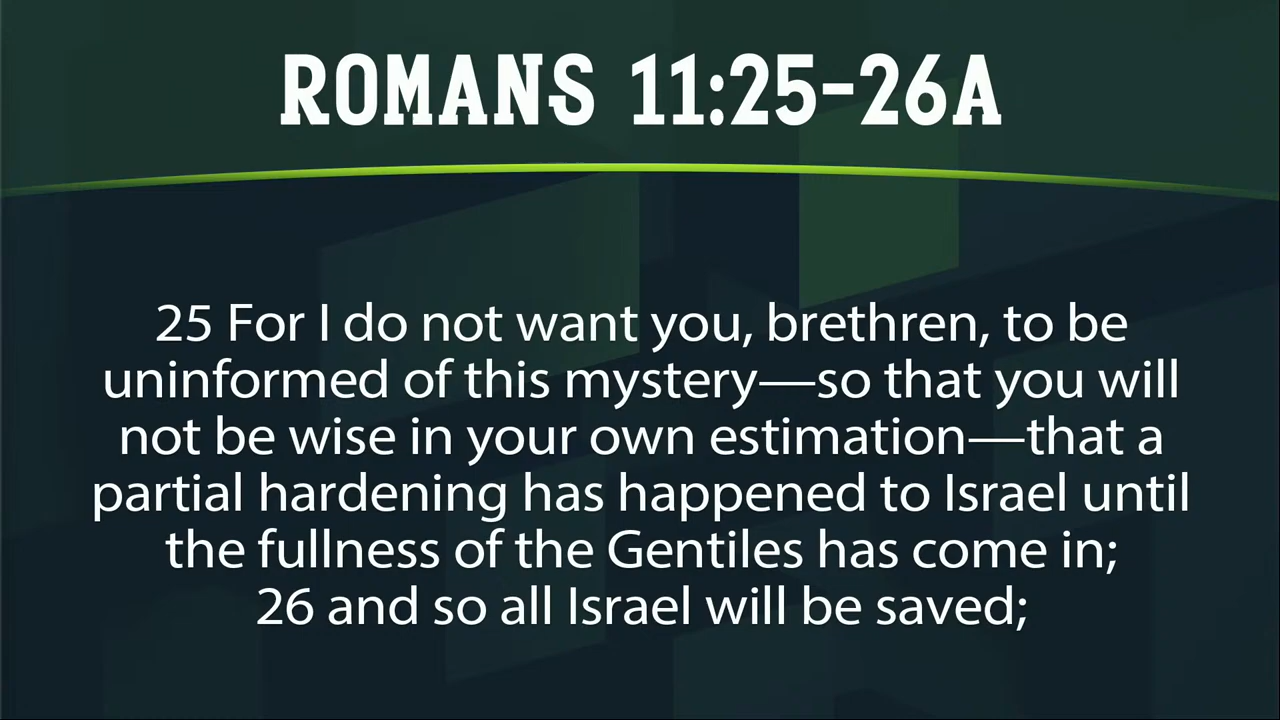 ROMANS 11:25-26A
25 For I do not want you, brethren, to be
uninformed of this mystery—so that you will
not be wise in your own estimation—that a
partial hardening has happened to Israel until
the fullness of the Gentiles has come in;
26 and so all Israel will be saved;